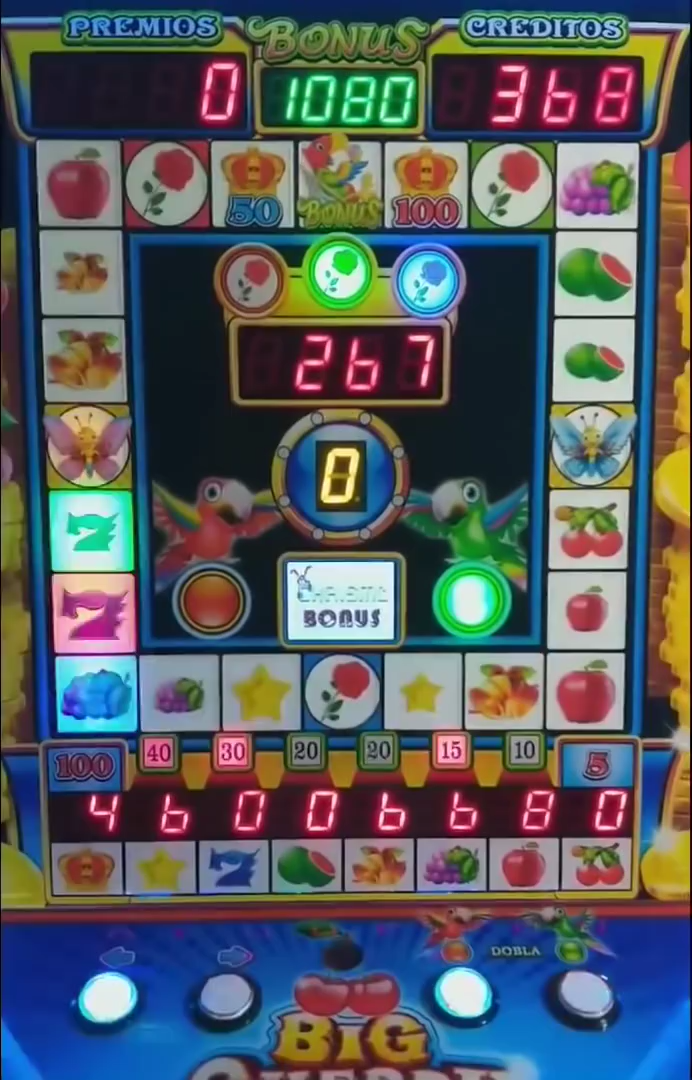 PREMIOS BONUS CREDITOS
0 1080 368
50 BONUS 100
267
0
BONUS
100 40 30 20 20 15 10 5
4 6 0 0 6 6 8 0
DOBLA
BIG